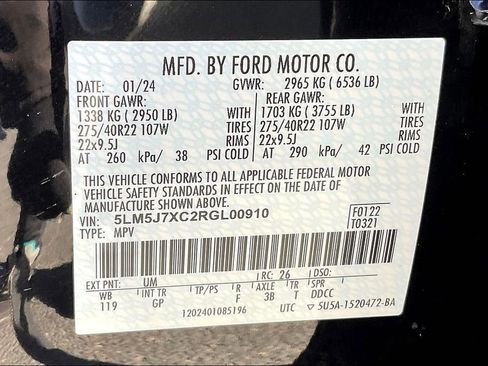 MFD. BY FORD MOTOR CO.
DATE: 01/24 GVWR: 2965 KG ( 6536 LB)
FRONT GAWR: REAR GAWR:
1338 KG ( 2950 LB) WITH 1703 KG ( 3755 LB) WITH
275/40R22 107W TIRES 275/40R22 107W TIRES
22x9.5J RIMS 22x9.5J RIMS
AT 260 kPa/ 38 PSI COLD AT 290 kPa/ 42 PSI COLD
THIS VEHICLE CONFORMS TO ALL APPLICABLE FEDERAL MOTOR
VEHICLE SAFETY STANDARDS IN EFFECT ON THE DATE OF
MANUFACTURE SHOWN ABOVE.
VIN: 5LM5J7XC2RGL00910 F0122
TYPE: MPV T0321
EXT PNT: UM RC: 26 DSO:
WB INT TR TP/PS R AXLE TR SPR
119 GP F 3B T DDCC
1202401085196 UTC 5U5A-1520472-BA